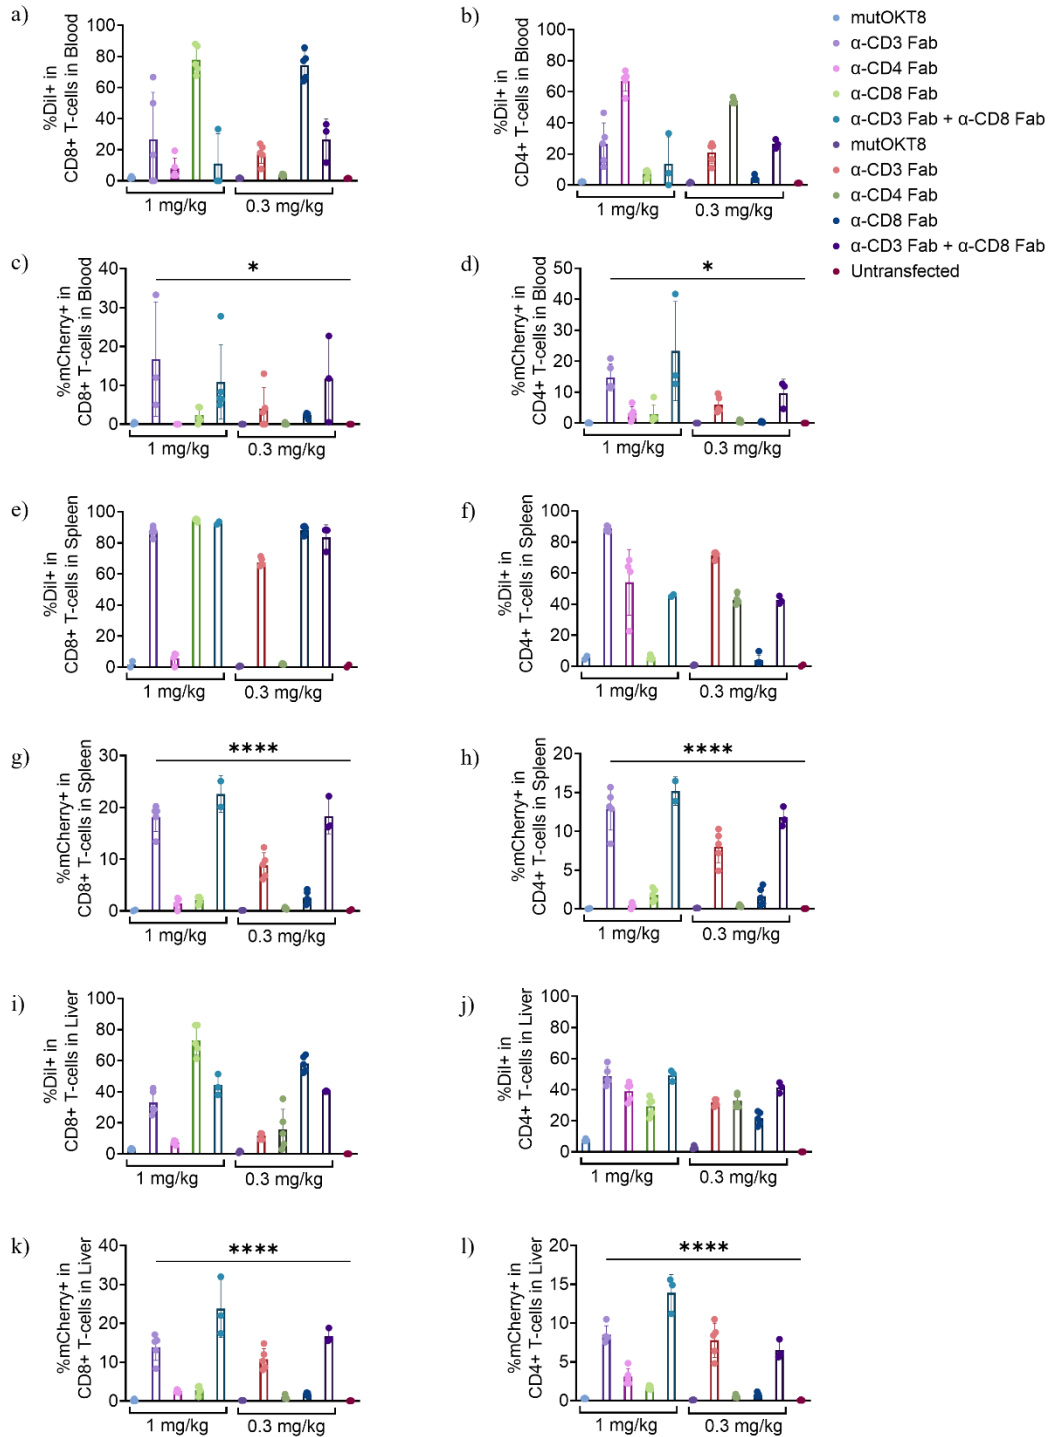 a)
%DiI+ in
CD8+ T-cells in Blood
100
80
60
40
20
0
1 mg/kg
0.3 mg/kg
b)
%DiI+ in
CD4+ T-cells in Blood
100
80
60
40
20
0
1 mg/kg
0.3 mg/kg
mutOKT8
α-CD3 Fab
α-CD4 Fab
α-CD8 Fab
α-CD3 Fab + α-CD8 Fab
mutOKT8
α-CD3 Fab
α-CD4 Fab
α-CD8 Fab
α-CD3 Fab + α-CD8 Fab
Untransfected
c)
%mCherry+ in
CD8+ T-cells in Blood
40
30
20
10
0
*
1 mg/kg
0.3 mg/kg
d)
%mCherry+ in
CD4+ T-cells in Blood
50
40
30
20
10
0
*
1 mg/kg
0.3 mg/kg
e)
%DiI+ in
CD8+ T-cells in Spleen
100
80
60
40
20
0
1 mg/kg
0.3 mg/kg
f)
%DiI+ in
CD4+ T-cells in Spleen
100
80
60
40
20
0
1 mg/kg
0.3 mg/kg
g)
%mCherry+ in
CD8+ T-cells in Spleen
30
20
10
0
****
1 mg/kg
0.3 mg/kg
h)
%mCherry+ in
CD4+ T-cells in Spleen
20
15
10
5
0
****
1 mg/kg
0.3 mg/kg
i)
%DiI+ in
CD8+ T-cells in Liver
100
80
60
40
20
0
1 mg/kg
0.3 mg/kg
j)
%DiI+ in
CD4+ T-cells in Liver
100
80
60
40
20
0
1 mg/kg
0.3 mg/kg
k)
%mCherry+ in
CD8+ T-cells in Liver
40
30
20
10
0
****
1 mg/kg
0.3 mg/kg
l)
%mCherry+ in
CD4+ T-cells in Liver
20
15
10
5
0
****
1 mg/kg
0.3 mg/kg